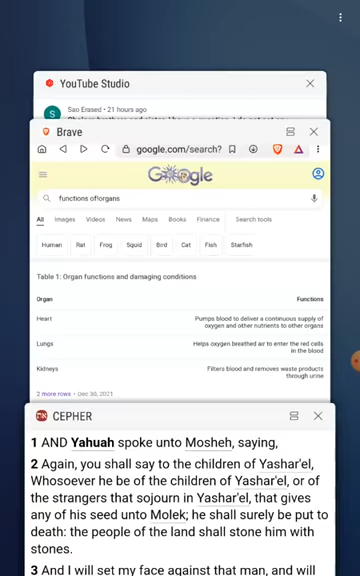 YouTube Studio
S
Sao Erased • 21 hours ago
Brave
google.com/search?
Google
functions of organs
All Images Videos News Maps Books Finance Search tools
Human Rat Frog Squid Bird Cat Fish Starfish
Table 1: Organ functions and damaging conditions
Organ Functions
Heart Pumps blood to deliver a continuous supply of
oxygen and other nutrients to other organs
Lungs Helps oxygen breathed air to enter the red cells
in the blood
Kidneys Filters blood and removes waste products
through urine
2 more rows • Dec 30, 2021
CEPHER
1 AND Yahuah spoke unto Mosheh, saying,
2 Again, you shall say to the children of Yashar'el,
Whosoever he be of the children of Yashar'el, or of
the strangers that sojourn in Yashar'el, that gives
any of his seed unto Molek; he shall surely be put to
death: the people of the land shall stone him with
stones.
3 And I will set my face against that man, and will